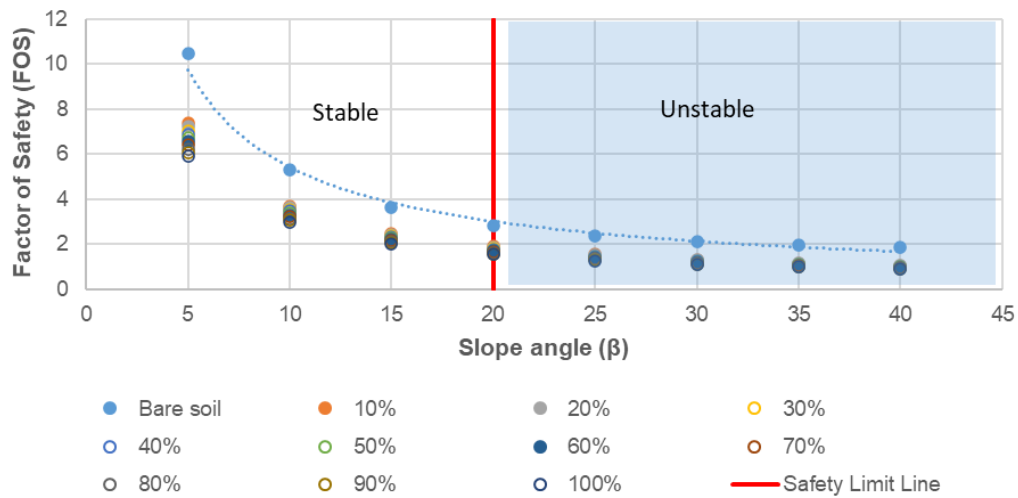 12
10
8
6
4
2
0
Factor of Safety (FOS)
Stable
Unstable
0 5 10 15 20 25 30 35 40 45
Slope angle (β)
Bare soil 10% 20% 30%
40% 50% 60% 70%
80% 90% 100% Safety Limit Line